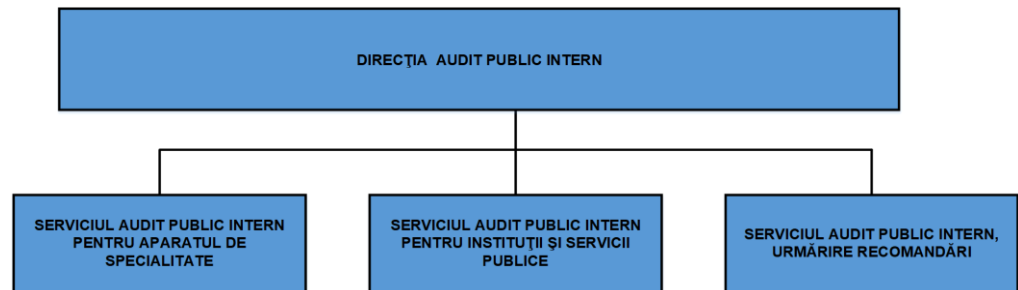 DIRECŢIA AUDIT PUBLIC INTERN
SERVICIUL AUDIT PUBLIC INTERN
PENTRU APARATUL DE
SPECIALITATE
SERVICIUL AUDIT PUBLIC INTERN
PENTRU INSTITUŢII ŞI SERVICII
PUBLICE
SERVICIUL AUDIT PUBLIC INTERN,
URMĂRIRE RECOMANDĂRI